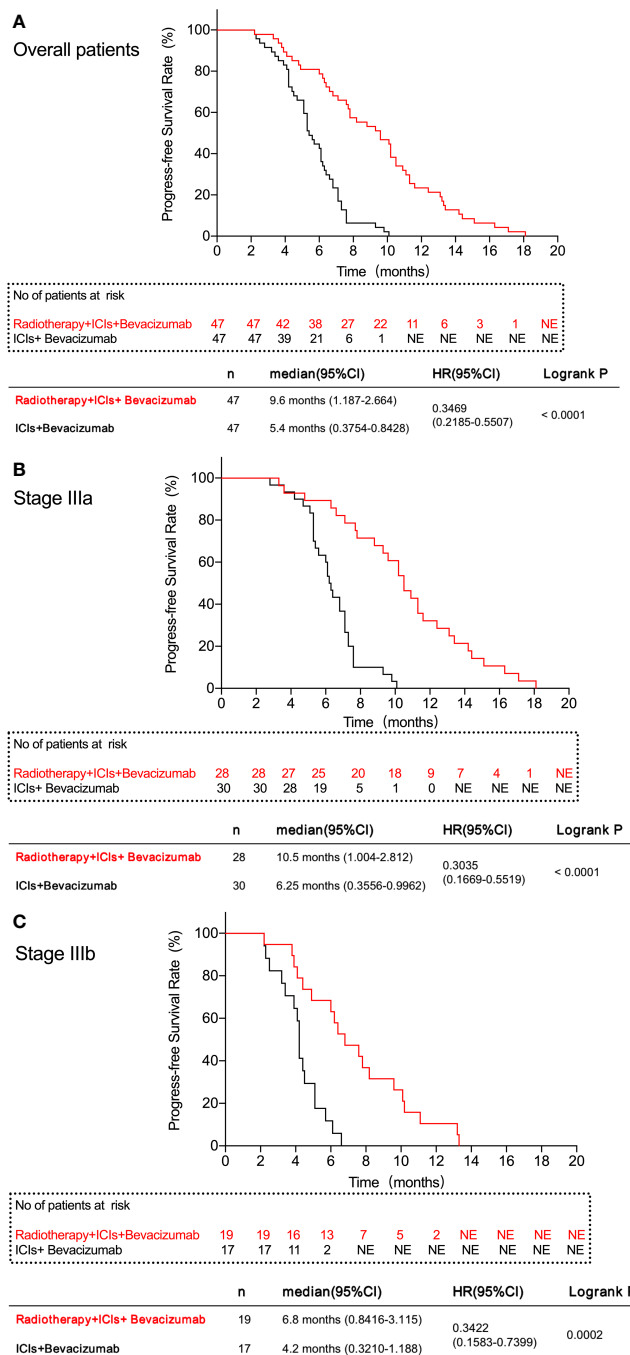 A
Overall patients
Progress-free Survival Rate (%)
100
80
60
40
20
0
0 2 4 6 8 10 12 14 16 18 20
Time (months)
No of patients at risk
Radiotherapy+ICIs+Bevacizumab 47 47 42 38 27 22 11 6 3 1 NE
ICIs+ Bevacizumab 47 47 39 21 6 1 NE NE NE NE NE
n median(95%CI) HR(95%CI) Logrank P
Radiotherapy+ICIs+ Bevacizumab 47 9.6 months (1.187-2.664)
0.3469
(0.2185-0.5507)
< 0.0001
ICIs+Bevacizumab 47 5.4 months (0.3754-0.8428)
B
Stage IIIa
Progress-free Survival Rate (%)
100
80
60
40
20
0
0 2 4 6 8 10 12 14 16 18 20
Time (months)
No of patients at risk
Radiotherapy+ICIs+Bevacizumab 28 28 27 25 20 18 9 7 4 1 NE
ICIs+ Bevacizumab 30 30 28 19 5 1 0 NE NE NE NE
n median(95%CI) HR(95%CI) Logrank P
Radiotherapy+ICIs+ Bevacizumab 28 10.5 months (1.004-2.812)
0.3035
(0.1669-0.5519)
< 0.0001
ICIs+Bevacizumab 30 6.25 months (0.3556-0.9962)
C
Stage IIIb
Progress-free Survival Rate (%)
100
80
60
40
20
0
0 2 4 6 8 10 12 14 16 18 20
Time (months)
No of patients at risk
Radiotherapy+ICIs+Bevacizumab 19 19 16 13 7 5 2 NE NE NE NE
ICIs+ Bevacizumab 17 17 11 2 NE NE NE NE NE NE NE
n median(95%CI) HR(95%CI) Logrank
Radiotherapy+ICIs+ Bevacizumab 19 6.8 months (0.8416-3.115)
0.3422
(0.1583-0.7399)
0.0002
ICIs+Bevacizumab 17 4.2 months (0.3210-1.188)